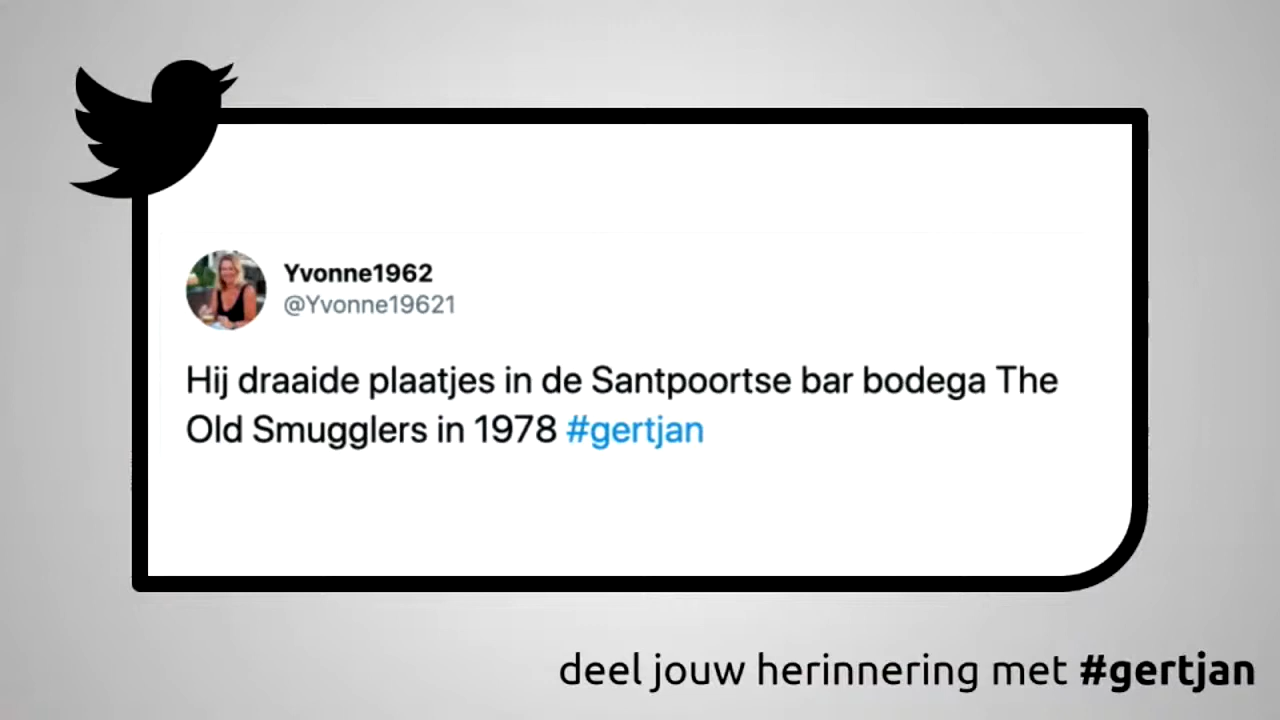 Yvonne1962
@Yvonne19621
Hij draaide plaatjes in de Santpoortse bar bodega The
Old Smugglers in 1978 #gertjan
deel jouw herinnering met #gertjan